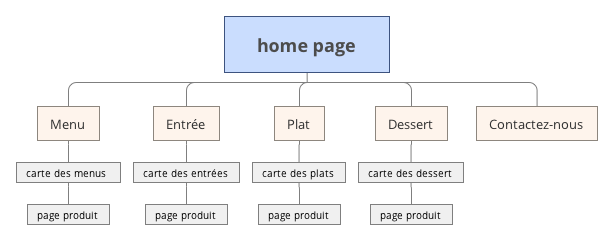 home page
Menu
Entrée
Plat
Dessert
Contactez-nous
carte des menus
carte des entrées
carte des plats
carte des dessert
page produit
page produit
page produit
page produit